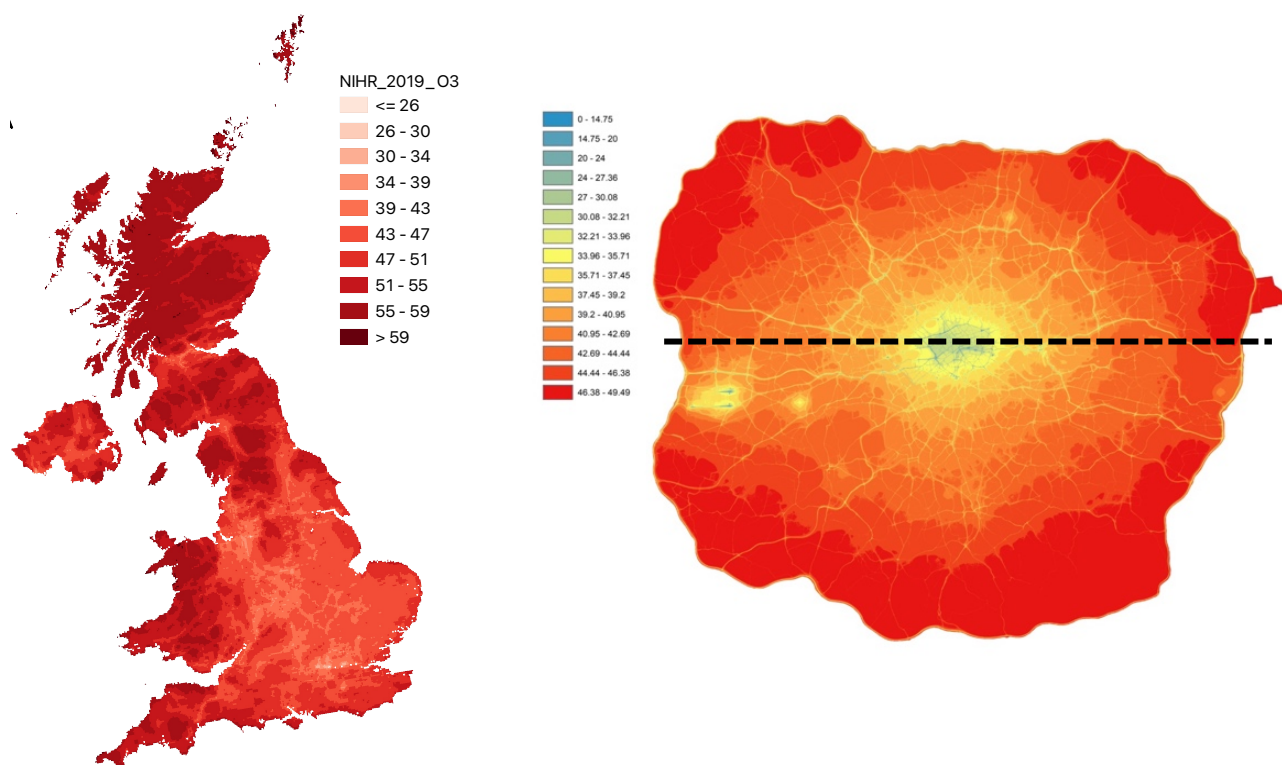 NIHR_2019_O3
<= 26
26 - 30
30 - 34
34 - 39
39 - 43
43 - 47
47 - 51
51 - 55
55 - 59
> 59
0 - 14.75
14.75 - 20
20 - 24
24 - 27.36
27 - 30.08
30.08 - 32.21
32.21 - 33.96
33.96 - 35.71
35.71 - 37.45
37.45 - 39.2
39.2 - 40.95
40.95 - 42.69
42.69 - 44.44
44.44 - 46.38
46.38 - 49.49